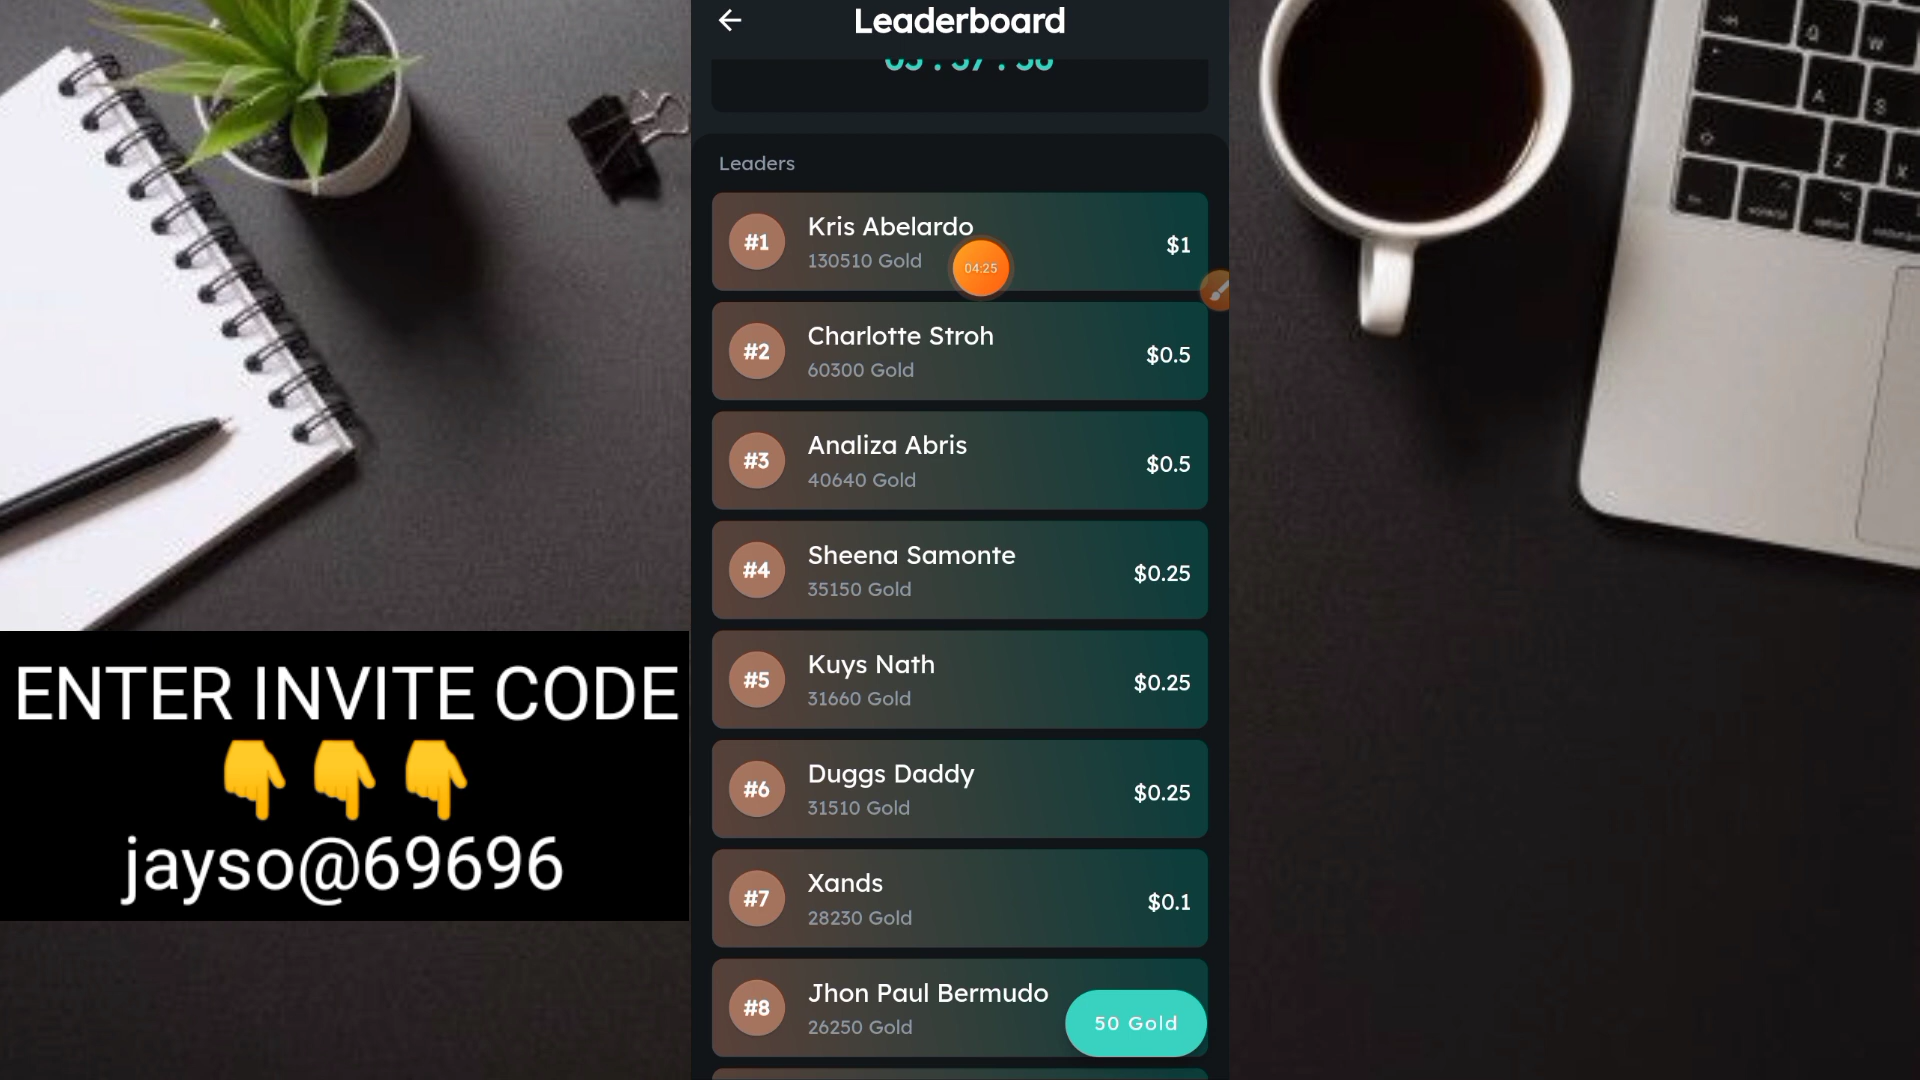 Leaderboard
Leaders
#1
Kris Abelardo
130510 Gold
$1
04:25
#2
Charlotte Stroh
60300 Gold
$0.5
#3
Analiza Abris
40640 Gold
$0.5
#4
Sheena Samonte
35150 Gold
$0.25
#5
Kuys Nath
31660 Gold
$0.25
#6
Duggs Daddy
31510 Gold
$0.25
#7
Xands
28230 Gold
$0.1
#8
Jhon Paul Bermudo
26250 Gold
50 Gold
ENTER INVITE CODE
👇👇👇
jayso@69696
Q
W
A
S
Z
X